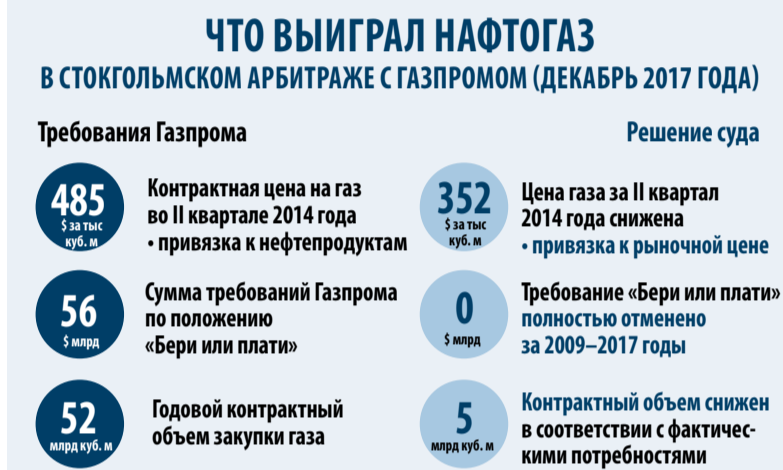 ЧТО ВЫИГРАЛ НАФТОГАЗ
В СТОКГОЛЬМСКОМ АРБИТРАЖЕ С ГАЗПРОМОМ (ДЕКАБРЬ 2017 ГОДА)
Требования Газпрома
Решение суда
485
$ за тыс
куб. м
Контрактная цена на газ
во II квартале 2014 года
• привязка к нефтепродуктам
352
$ за тыс
куб. м
Цена газа за II квартал
2014 года снижена
• привязка к рыночной цене
56
$ млрд
Сумма требований Газпрома
по положению
«Бери или плати»
0
$ млрд
Требование «Бери или плати»
полностью отменено
за 2009–2017 годы
52
млрд куб. м
Годовой контрактный
объем закупки газа
5
млрд куб. м
Контрактный объем снижен
в соответствии с фактичес-
кими потребностями